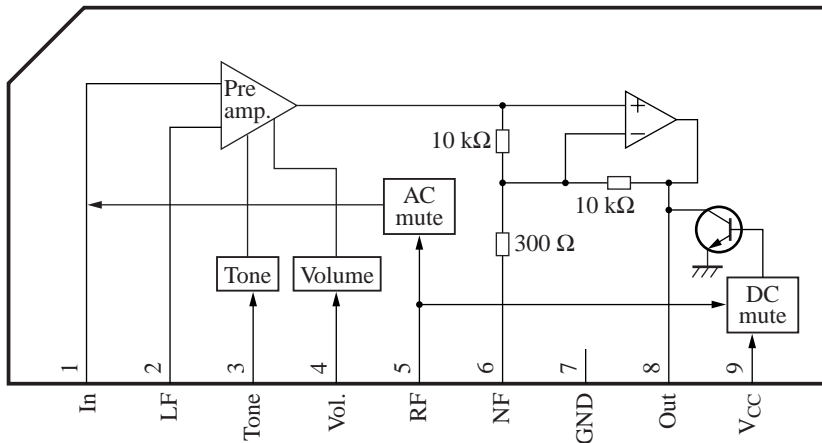 Pre
amp.
+
−
10 kΩ
10 kΩ
AC
mute
300 Ω
Tone
Volume
DC
mute
1
2
3
4
5
6
7
8
9
In
LF
Tone
Vol.
RF
NF
GND
Out
VCC